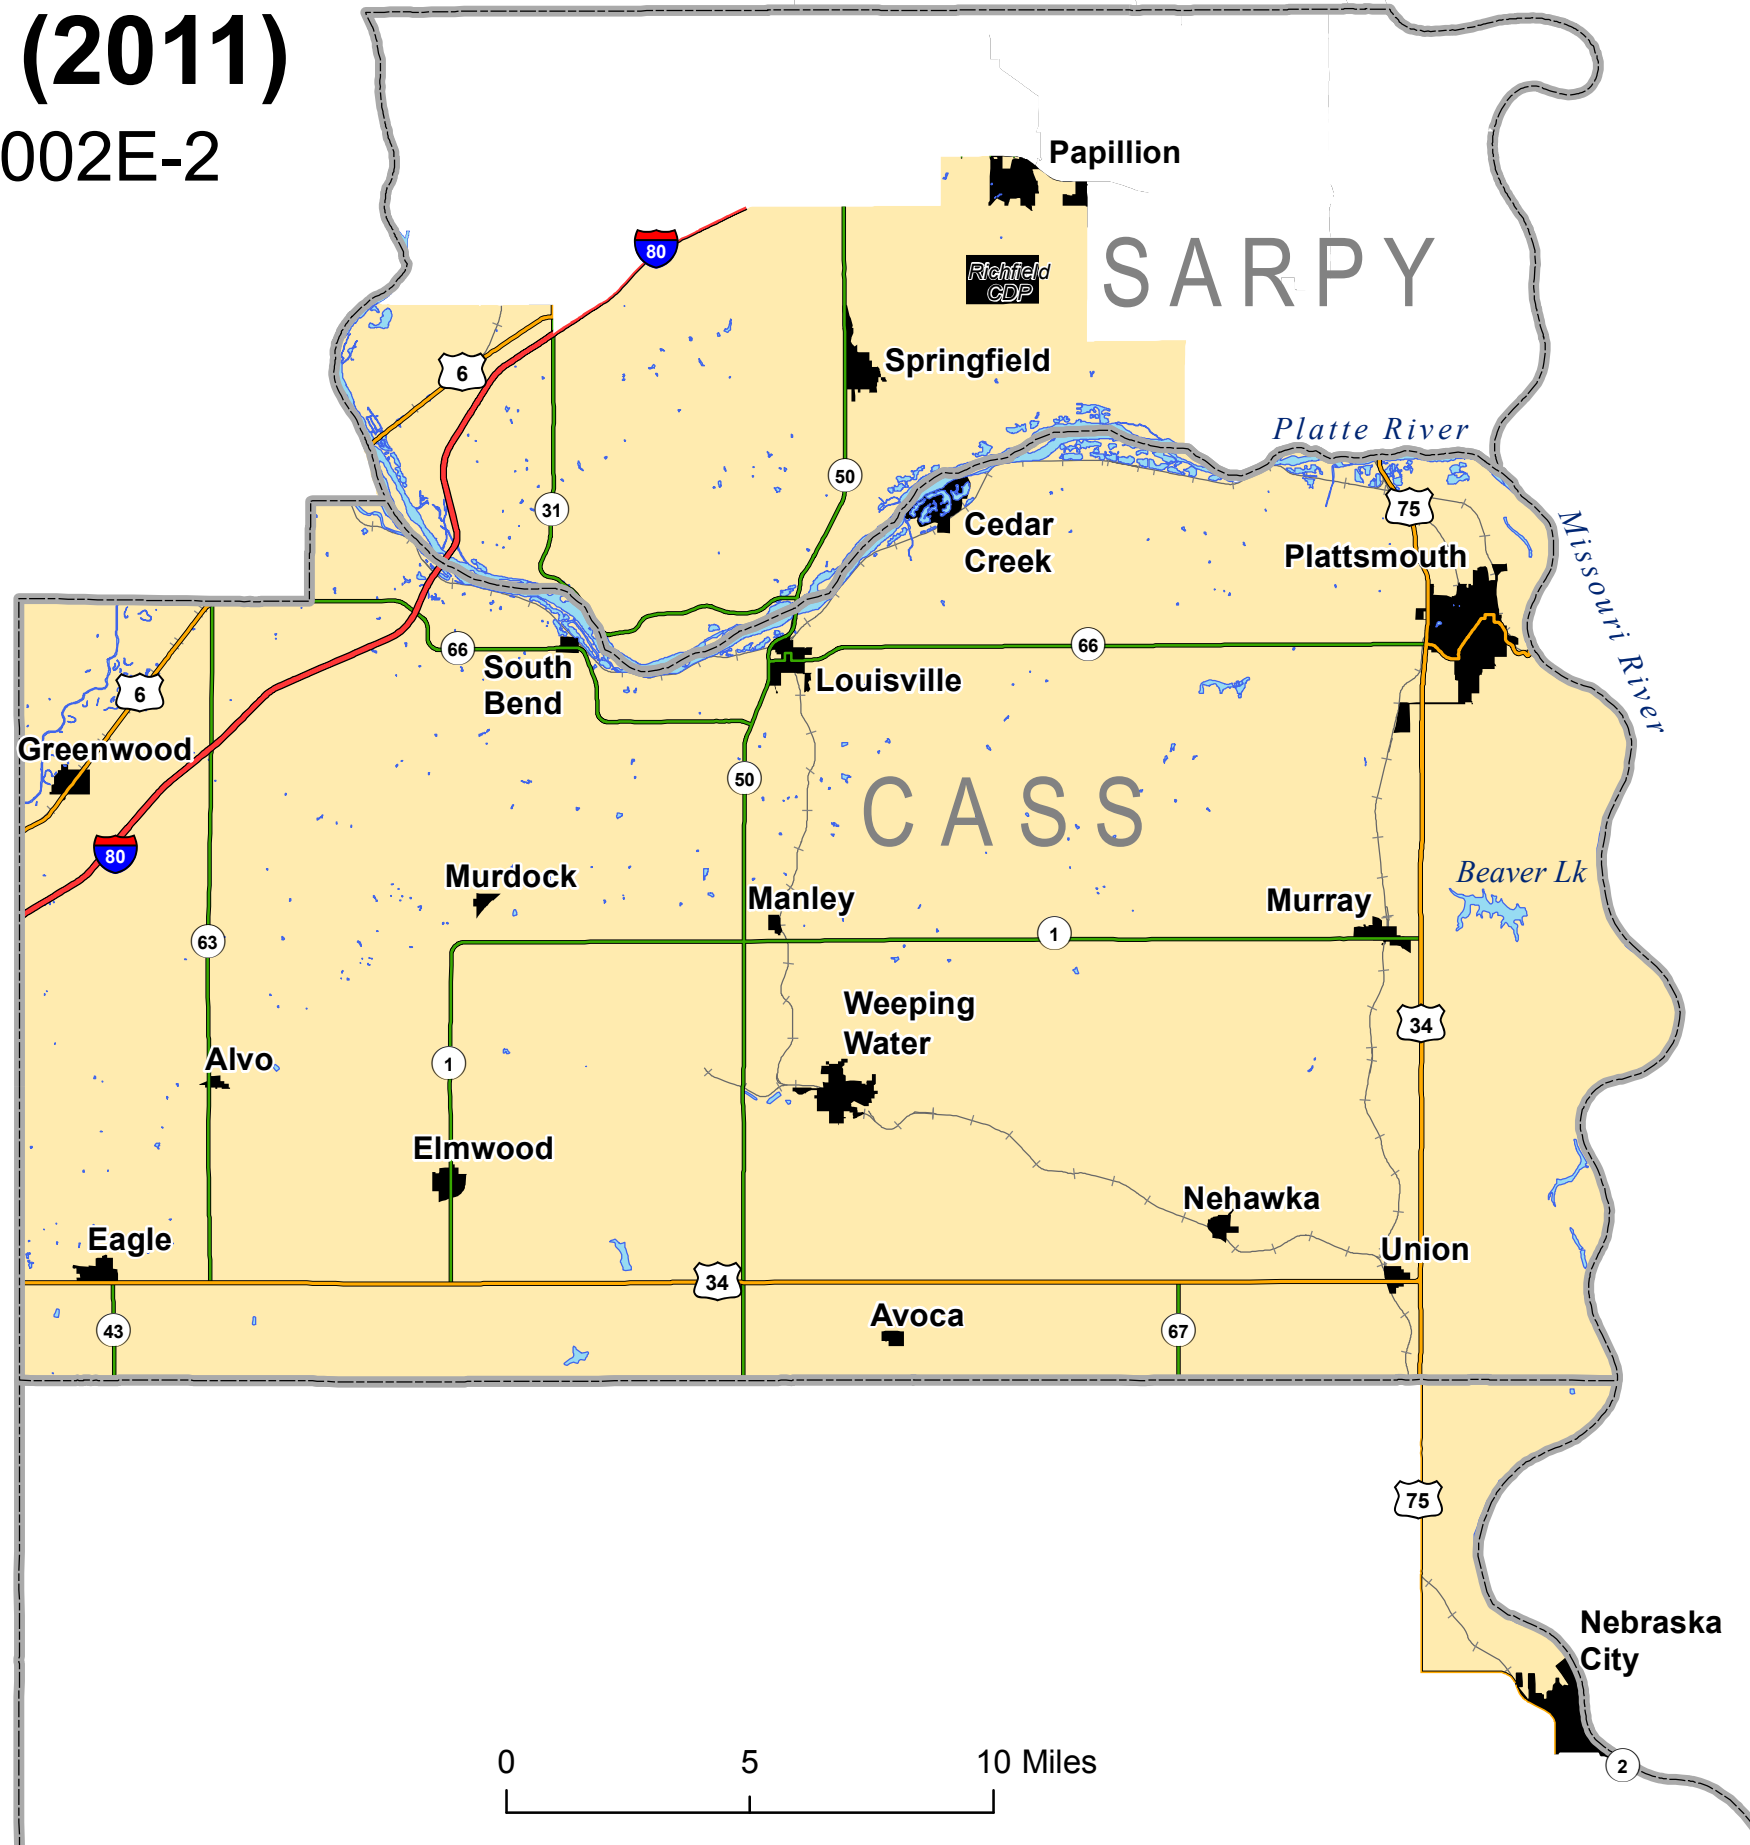 (2011)
002E-2
Papillion
80
Richfield
CDP
SARPY
Springfield
6
Platte River
50
31
75
Cedar
Creek
Missouri River
Plattsmouth
66
66
South
Bend
Louisville
6
Greenwood
50
CASS
80
Murdock
Manley
Beaver Lk
Murray
63
1
Weeping
Water
34
Alvo
1
Elmwood
Nehawka
Eagle
Union
34
Avoca
43
67
75
Nebraska
City
0 5 10 Miles
2